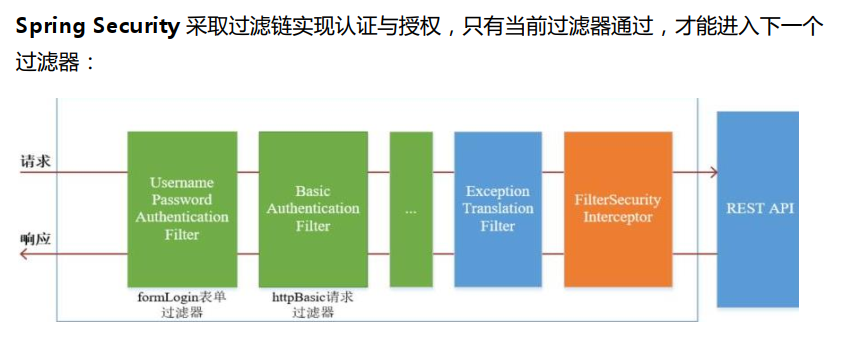 Spring Security 采取过滤链实现认证与授权，只有当前过滤器通过，才能进入下一个
过滤器：
请求
响应
Username
Password
Authentication
Filter
Basic
Authentication
Filter
...
Exception
Translation
Filter
FilterSecurity
Interceptor
REST API
formLogin表单
过滤器
httpBasic请求
过滤器